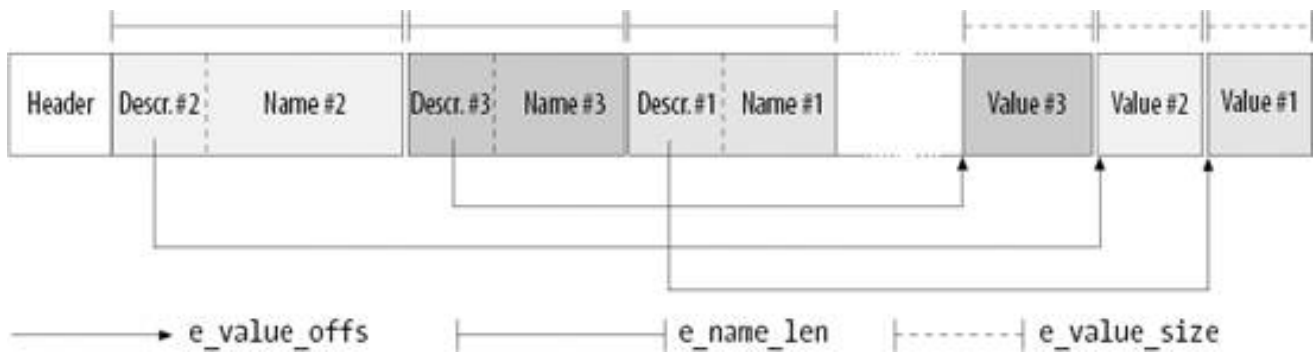 Header Descr. #2 Name #2 Descr. #3 Name #3 Descr. #1 Name #1 Value #3 Value #2 Value #1
e_value_offs e_name_len e_value_size